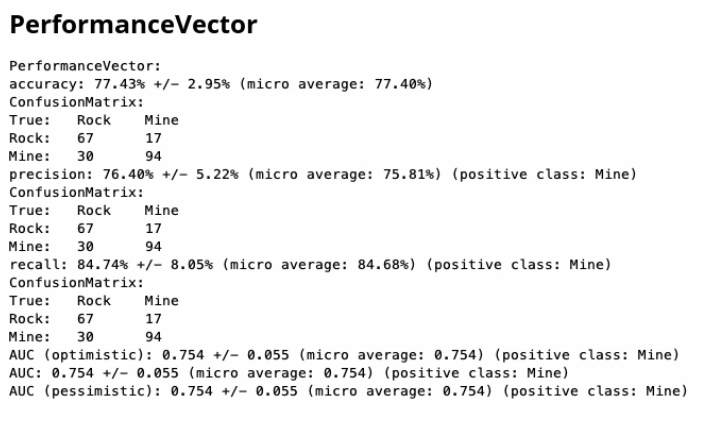 PerformanceVector
PerformanceVector:
accuracy: 77.43% +/- 2.95% (micro average: 77.40%)
ConfusionMatrix:
True:   Rock    Mine
Rock:   67      17
Mine:   30      94
precision: 76.40% +/- 5.22% (micro average: 75.81%) (positive class: Mine)
ConfusionMatrix:
True:   Rock    Mine
Rock:   67      17
Mine:   30      94
recall: 84.74% +/- 8.05% (micro average: 84.68%) (positive class: Mine)
ConfusionMatrix:
True:   Rock    Mine
Rock:   67      17
Mine:   30      94
AUC (optimistic): 0.754 +/- 0.055 (micro average: 0.754) (positive class: Mine)
AUC: 0.754 +/- 0.055 (micro average: 0.754) (positive class: Mine)
AUC (pessimistic): 0.754 +/- 0.055 (micro average: 0.754) (positive class: Mine)